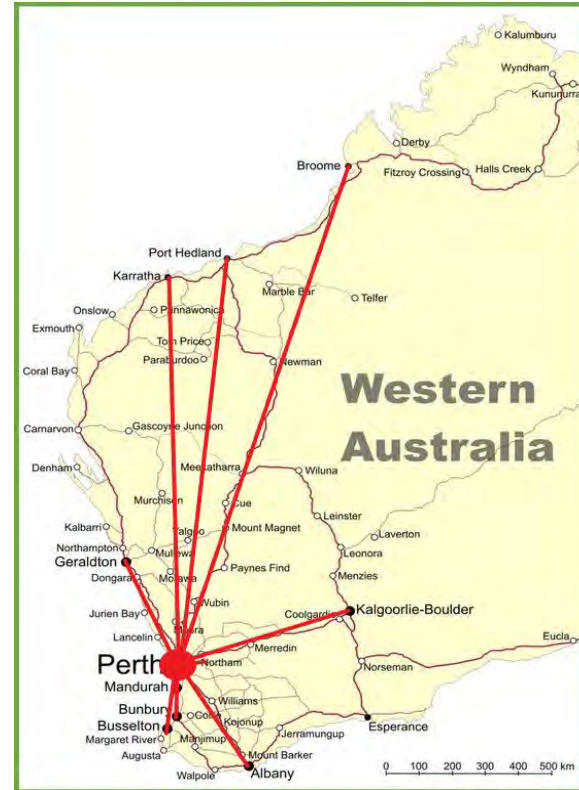 Kalumburu
Wyndham
Kununurra
Derby
Broome
Fitzroy Crossing
Halls Creek
Port Hedland
Karratha
Marble Bar
Telfer
Onslow
Pannawonica
Exmouth
Tom Price
Paraburdoo
Newman
Coral Bay
Western
Australia
Carnarvon
Gascoyne Junction
Denham
Meekatharra
Wiluna
Murchison
Cue
Leinster
Kalbarri
Yalgoo
Mount Magnet
Laverton
Northampton
Mullewa
Leonora
Geraldton
Dongara
Morawa
Paynes Find
Menzies
Wubin
Jurien Bay
Coolgardie
Kalgoorlie-Boulder
Moora
Lancelin
Eucla
Merredin
Perth
Northam
Norseman
Mandurah
Williams
Bunbury
Collie
Kojonup
Esperance
Busselton
Margaret River
Manjimup
Jerramungup
Augusta
Mount Barker
Walpole
Albany
0 100 200 300 400 500 km